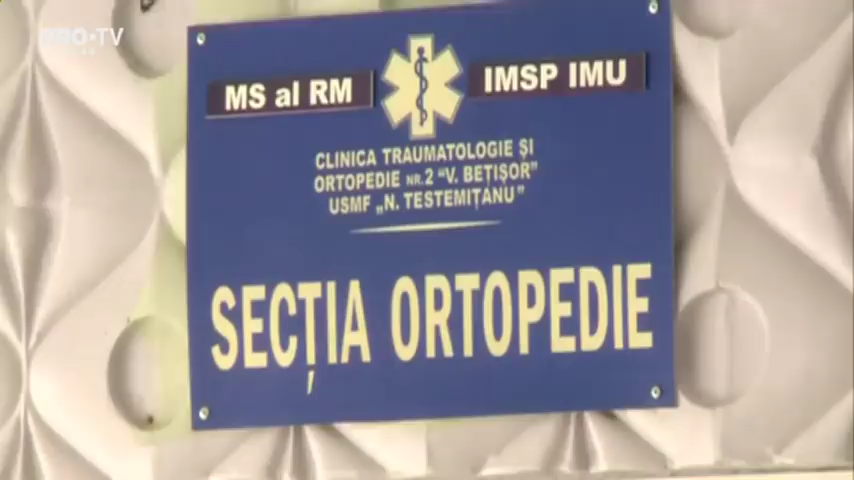 PRO•TV
MS al RM
IMSP IMU
CLINICA TRAUMATOLOGIE ȘI
ORTOPEDIE NR.2 "V. BEȚIȘOR"
USMF „N. TESTEMIȚANU"
SECȚIA ORTOPEDIE